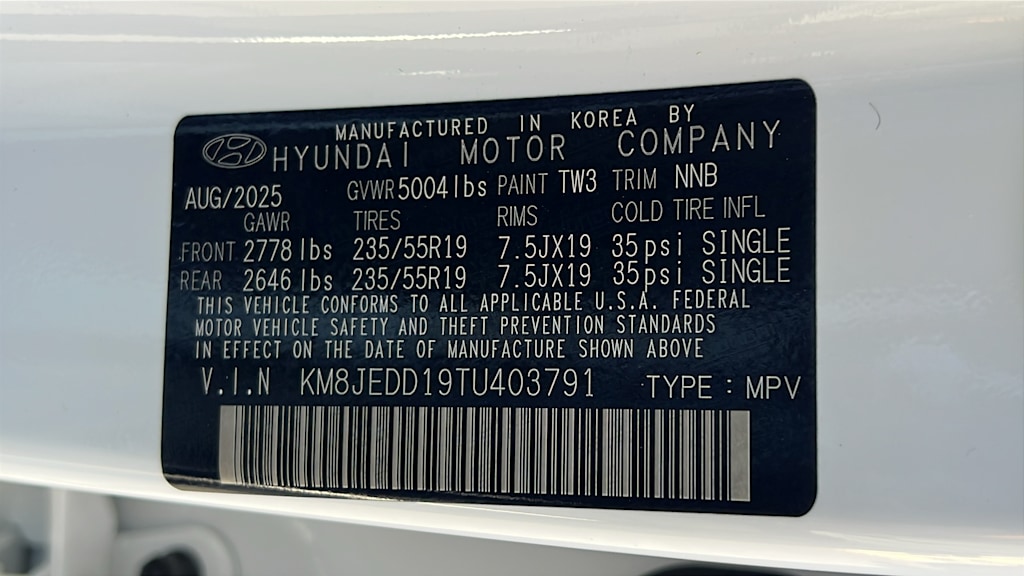 MANUFACTURED IN KOREA BY
HYUNDAI MOTOR COMPANY
AUG/2025 GVWR 5004lbs PAINT TW3 TRIM NNB
GAWR TIRES RIMS COLD TIRE INFL
FRONT 2778lbs 235/55R19 7.5JX19 35psi SINGLE
REAR 2646lbs 235/55R19 7.5JX19 35psi SINGLE
THIS VEHICLE CONFORMS TO ALL APPLICABLE U.S.A. FEDERAL
MOTOR VEHICLE SAFETY AND THEFT PREVENTION STANDARDS
IN EFFECT ON THE DATE OF MANUFACTURE SHOWN ABOVE
V.I.N KM8JEDD19TU403791 TYPE : MPV